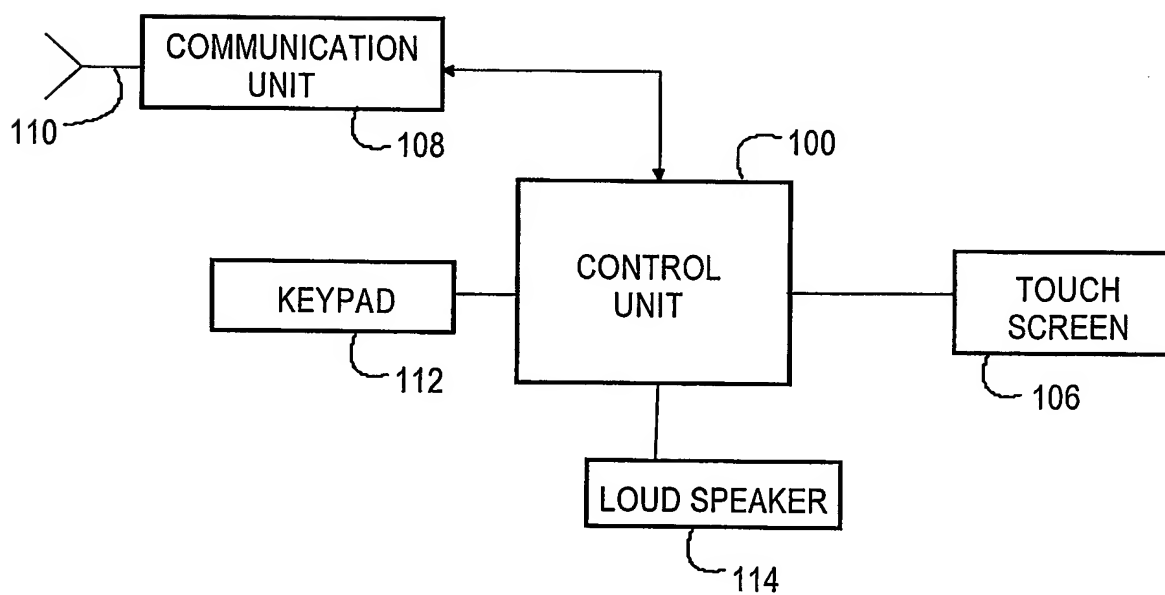 COMMUNICATION
UNIT
110
108
100
CONTROL
UNIT
KEYPAD
112
TOUCH
SCREEN
106
LOUD SPEAKER
114